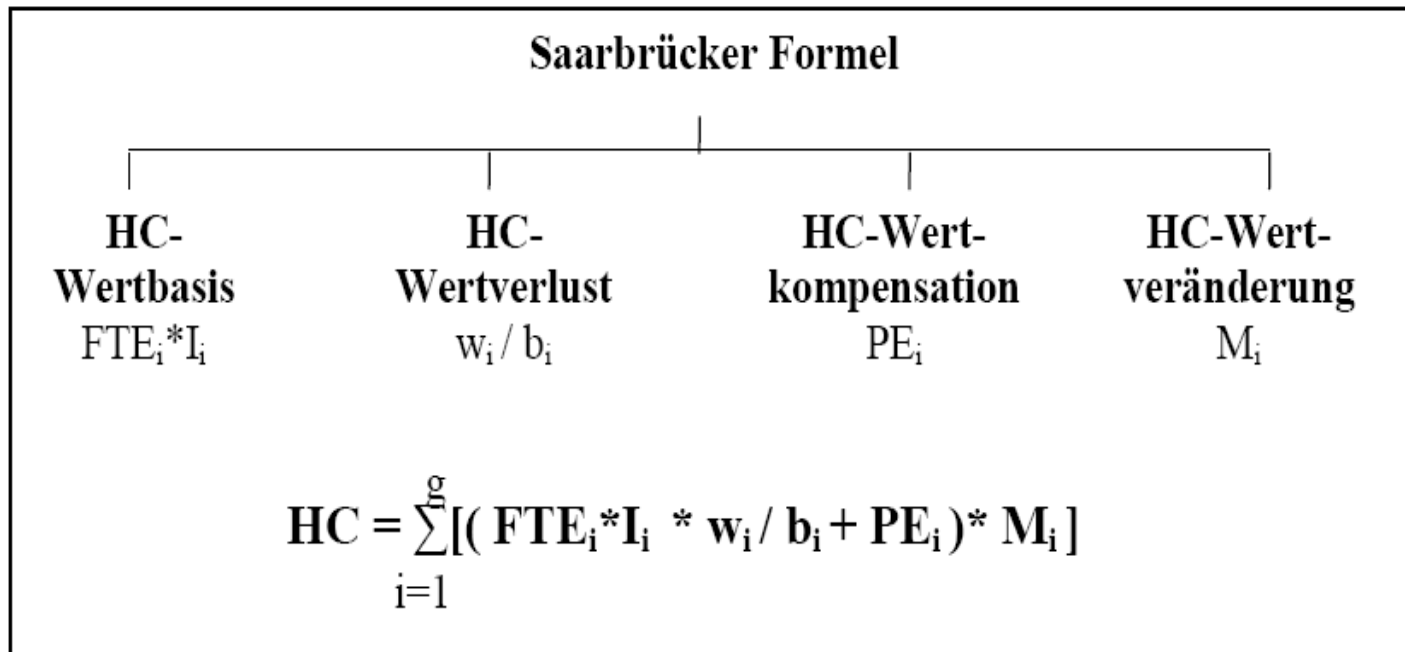 Saarbrücker Formel
HC-
Wertbasis
FTEᵢ*Iᵢ
HC-
Wertverlust
wᵢ / bᵢ
HC-Wert-
kompensation
PEᵢ
HC-Wert-
veränderung
Mᵢ
g
HC = ∑[( FTEᵢ*Iᵢ * wᵢ / bᵢ + PEᵢ )* Mᵢ ]
i=1